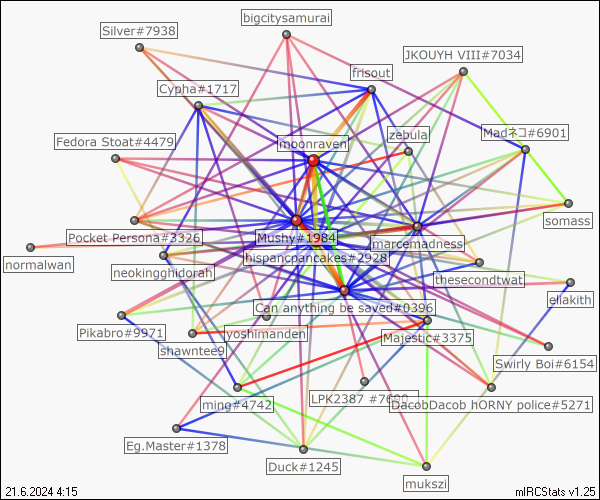 bigcitysamurai
Silver#7938
JKOUYH VIII#7034
frisout
Cypha#1717
Madネコ#6901
zebula
Fedora Stoat#4479
moonraven
somass
Pocket Persona#3326
Mushy#1984
marcemadness
hispancpancakes#2928
normalwan
neokingghidorah
thesecondtwat
ellakith
Can anything be saved#0396
Pikabro#9971
yoshimanden
Majestic#3375
shawntee9
Swirly Boi#6154
LPK2387 #7690
DacobDacob hORNY police#5271
ming#4742
Eg.Master#1378
Duck#1245
mukszi
21.6.2024 4:15
mIRCStats v1.25